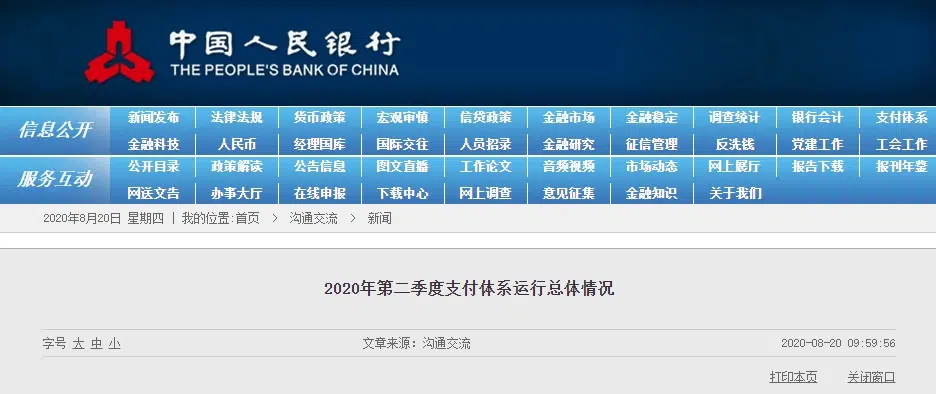 中国人民银行
THE PEOPLE'S BANK OF CHINA
信息公开 新闻发布 法律法规 货币政策 宏观审慎 信贷政策 金融市场 金融稳定 调查统计 银行会计 支付体系
金融科技 人民币 经理国库 国际交往 人员招录 金融研究 征信管理 反洗钱 党建工作 工会工作
服务互动 公开目录 政策解读 公告信息 图文直播 工作论文 音频视频 市场动态 网上展厅 报告下载 报刊年鉴
网送文告 办事大厅 在线申报 下载中心 网上调查 意见征集 金融知识 关于我们
2020年8月20日 星期四 | 我的位置:首页 > 沟通交流 > 新闻
2020年第二季度支付体系运行总体情况
字号 大 中 小 文章来源：沟通交流 2020-08-20 09:59:56
打印本页 关闭窗口